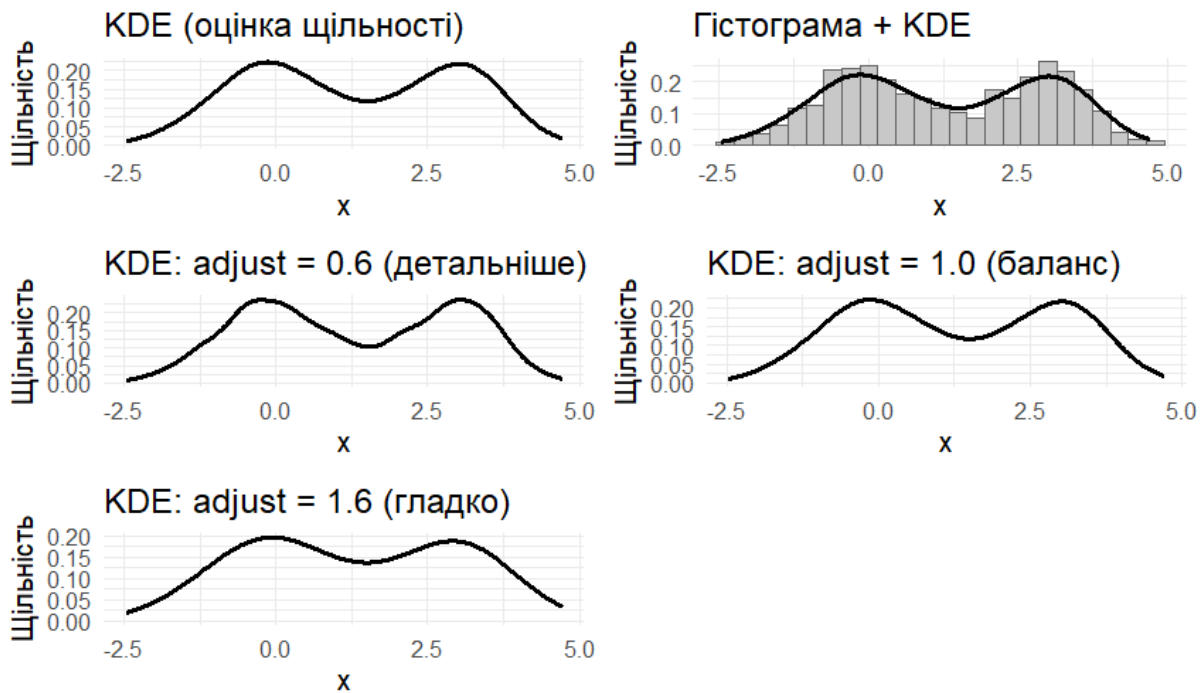 KDE (оцінка щільності)
Щільність
0.20
0.15
0.10
0.05
0.00
-2.5 0.0 2.5 5.0
x
Гістограма + KDE
Щільність
0.2
0.1
0.0
-2.5 0.0 2.5 5.0
x
KDE: adjust = 0.6 (детальніше)
Щільність
0.20
0.15
0.10
0.05
0.00
-2.5 0.0 2.5 5.0
x
KDE: adjust = 1.0 (баланс)
Щільність
0.20
0.15
0.10
0.05
0.00
-2.5 0.0 2.5 5.0
x
KDE: adjust = 1.6 (гладко)
Щільність
0.20
0.15
0.10
0.05
0.00
-2.5 0.0 2.5 5.0
x